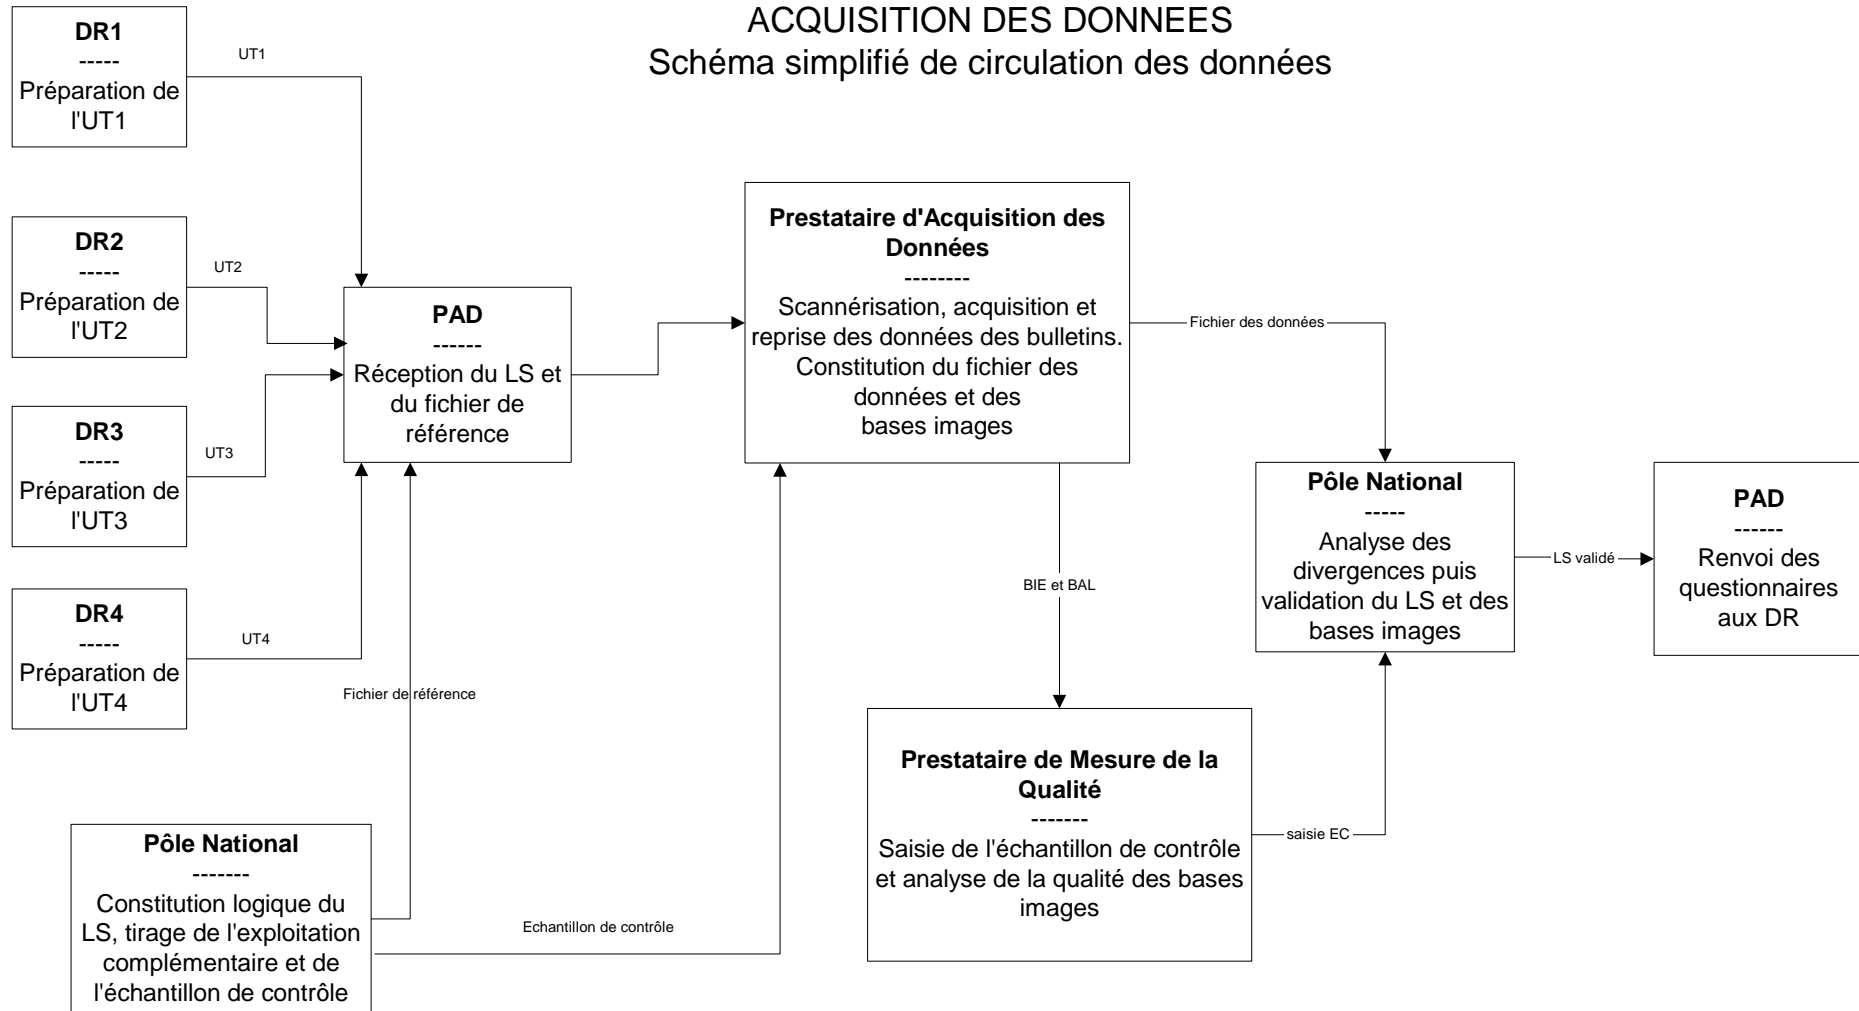 ACQUISITION DES DONNEES
Schéma simplifié de circulation des données
DR1
-----
Préparation de
l'UT1
UT1
DR2
-----
Préparation de
l'UT2
UT2
DR3
-----
Préparation de
l'UT3
UT3
DR4
-----
Préparation de
l'UT4
UT4
PAD
------
Réception du LS et
du fichier de
référence
Fichier de référence
Pôle National
-------
Constitution logique du
LS, tirage de l'exploitation
complémentaire et de
l'échantillon de contrôle
Echantillon de contrôle
Prestataire d'Acquisition des
Données
--------
Scannérisation, acquisition et
reprise des données des bulletins.
Constitution du fichier des
données et des
bases images
Fichier des données
BIE et BAL
Prestataire de Mesure de la
Qualité
-------
Saisie de l'échantillon de contrôle
et analyse de la qualité des bases
images
saisie EC
Pôle National
-----
Analyse des
divergences puis
validation du LS et des
bases images
LS validé
PAD
------
Renvoi des
questionnaires
aux DR